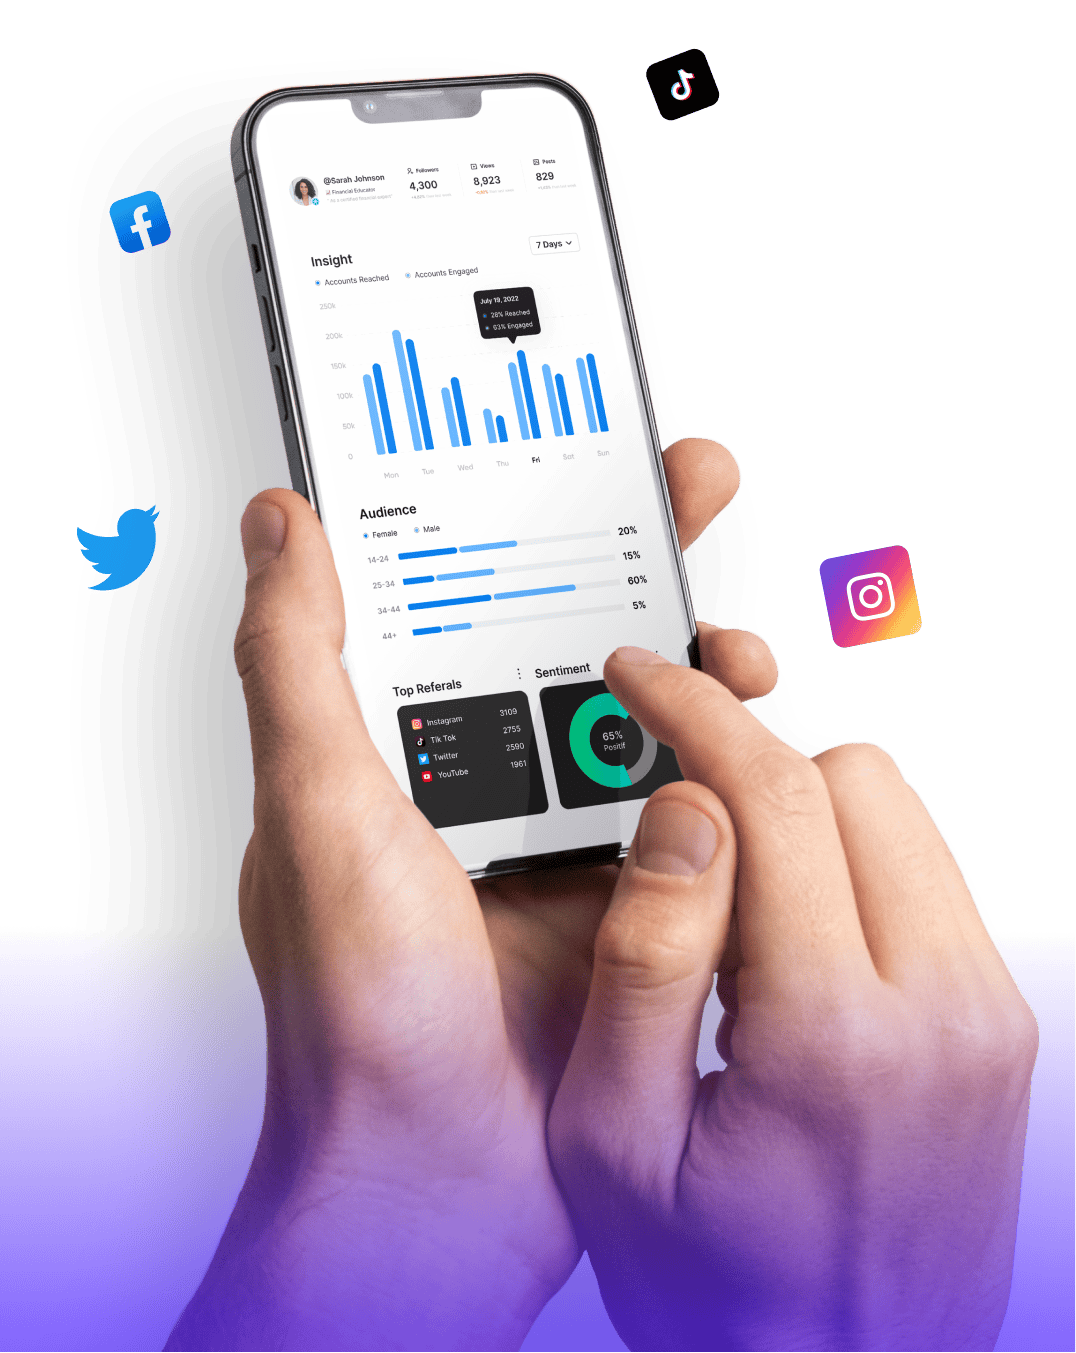 @Sarah Johnson
Financial Educator
Followers
4,300
Views
8,923
Posts
829
Insight
7 Days
Accounts Reached
Accounts Engaged
250k
200k
150k
100k
50k
0
July 19, 2022
28% Reached
63% Engaged
Mon Tue Wed Thu Fri Sat Sun
Audience
Female
Male
14-24 20%
25-34 15%
34-44 60%
44+ 5%
Top Referals
Instagram 3109
Tik Tok 2755
Twitter 2590
YouTube 1961
Sentiment
65%
Positif